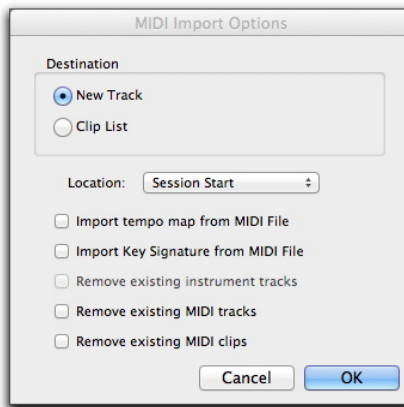 MIDI Import Options
Destination
New Track
Clip List
Location: Session Start
Import tempo map from MIDI File
Import Key Signature from MIDI File
Remove existing instrument tracks
Remove existing MIDI tracks
Remove existing MIDI clips
Cancel OK